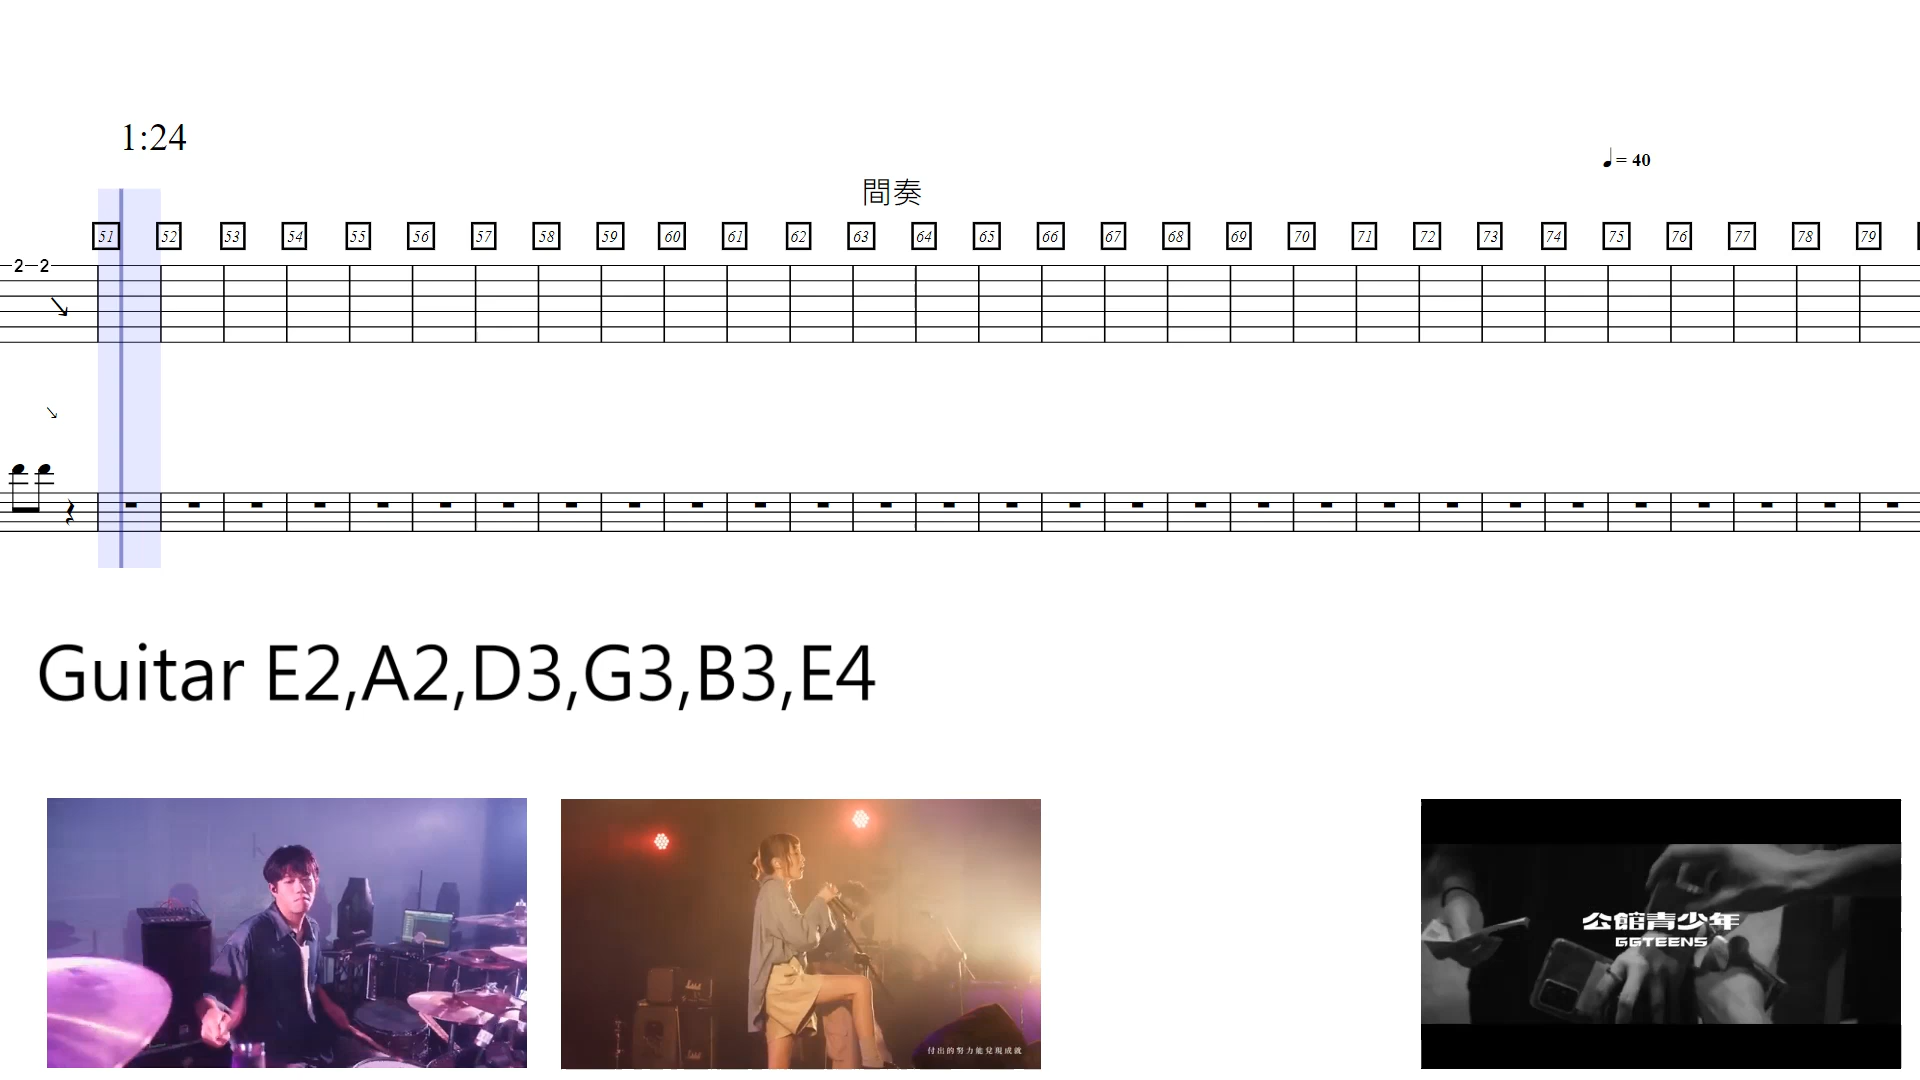 1:24
♩= 40
間奏
51 52 53 54 55 56 57 58 59 60 61 62 63 64 65 66 67 68 69 70 71 72 73 74 75 76 77 78 79
2 2
Guitar E2,A2,D3,G3,B3,E4
公館青少年
GGTEENS
付出的努力能兌現成就